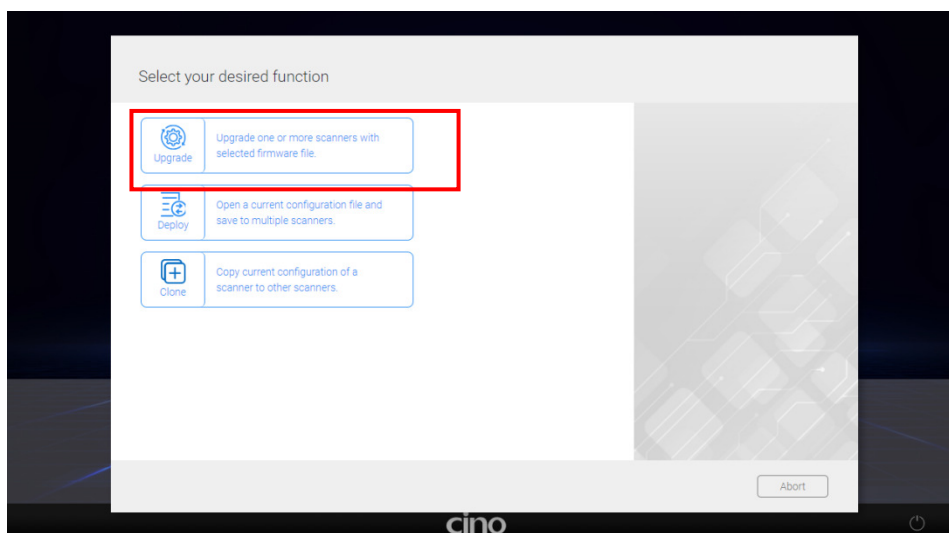 Select your desired function
Upgrade
Upgrade one or more scanners with
selected firmware file.
Deploy
Open a current configuration file and
save to multiple scanners.
Clone
Copy current configuration of a
scanner to other scanners.
Abort
cino